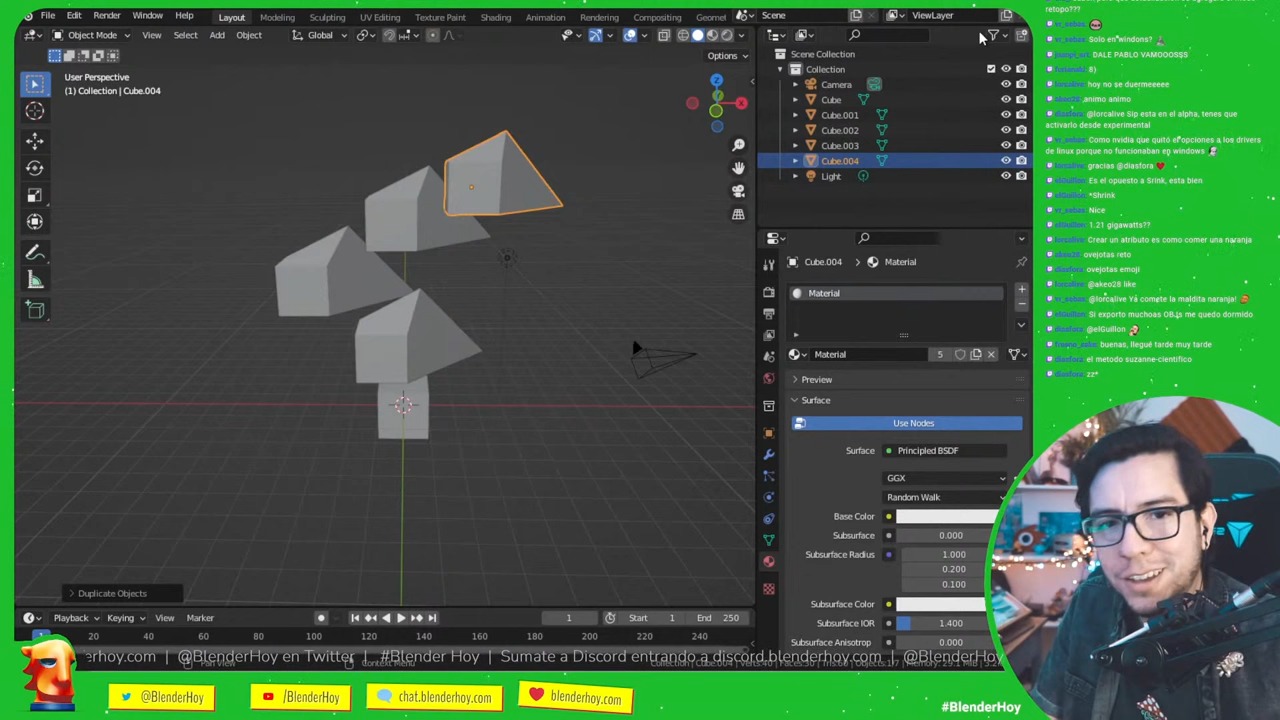 File Edit Render Window Help Layout Modeling Sculpting UV Editing Texture Paint Shading Animation Rendering Compositing Geomet Scene ViewLayer
Object Mode View Select Add Object Global
Options
User Perspective
(1) Collection | Cube.004
Scene Collection
Collection
Camera
Cube
Cube.001
Cube.002
Cube.003
Cube.004
Light
Cube.004 > Material
Material
Material 5
Preview
Surface
Use Nodes
Surface Principled BSDF
GGX
Random Walk
Base Color
Subsurface 0.000
Subsurface Radius 1.000
0.200
0.100
Subsurface Color
Subsurface IOR 1.400
Subsurface Anisotrop 0.000
Duplicate Objects
Playback Keying View Marker 1 Start 1 End 250
20 40 60 80 100 120 140 160 180 200 220 240
retopo???
Solo en windons?
DALE PABLO VAMOOOSSS
8)
hoy no se duermeeeee
animo animo
@lorcalive Sip esta en el alpha, tenes que
activarlo desde experimental
Como nvidia que quitó el opciones a los drivers
de linux porque no funcionaban en windows
gracias @diasfora
Es el opuesto a Srink, esta bien
*Shrink
Nice
1.21 gigawatts??
Crear un atributo es como comer una naranja
ovejotas reto
ovejotas emoji
@akeo28 like
@lorcalive Yá comete la maldita naranja!
Si exporto muchoas OBJs me quedo dormido
@elGuillon
buenas, llegué tarde muy tarde
el metodo suzanne-cientifico
zz*
derhoy.com | @BlenderHoy en Twitter | #Blender Hoy | Sumate a Discord entrando a discord.blenderhoy.com | @BlenderHo
@BlenderHoy
/BlenderHoy
chat.blenderhoy.com
blenderhoy.com
#BlenderHoy